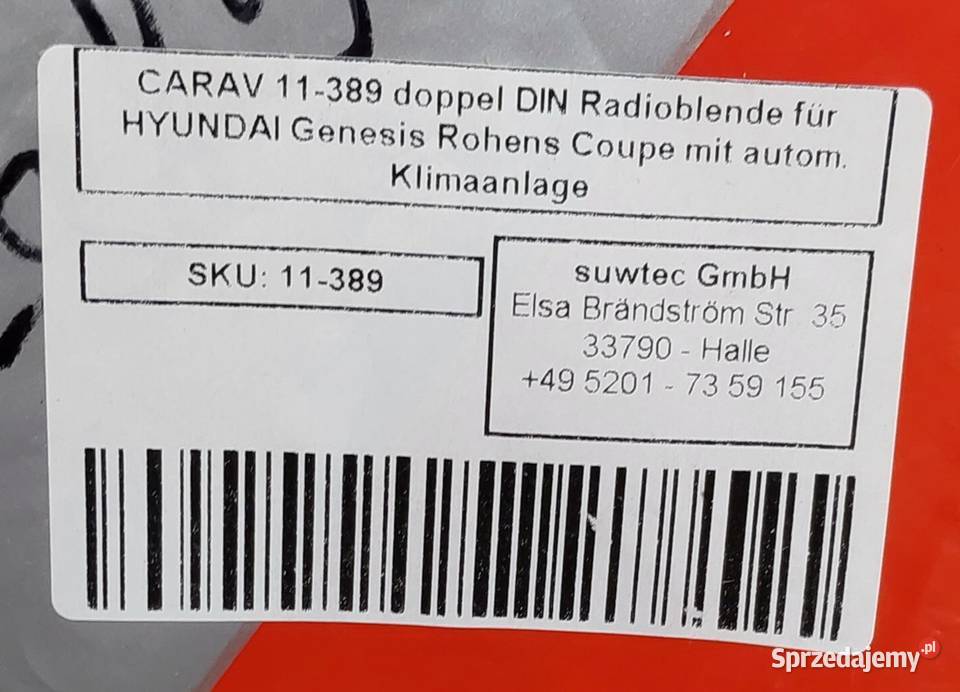 CARAV 11-389 doppel DIN Radioblende für
HYUNDAI Genesis Rohens Coupe mit autom.
Klimaanlage
SKU: 11-389
suwtec GmbH
Elsa Brändström Str 35
33790 - Halle
+49 5201 - 73 59 155
Sprzedajemy.pl